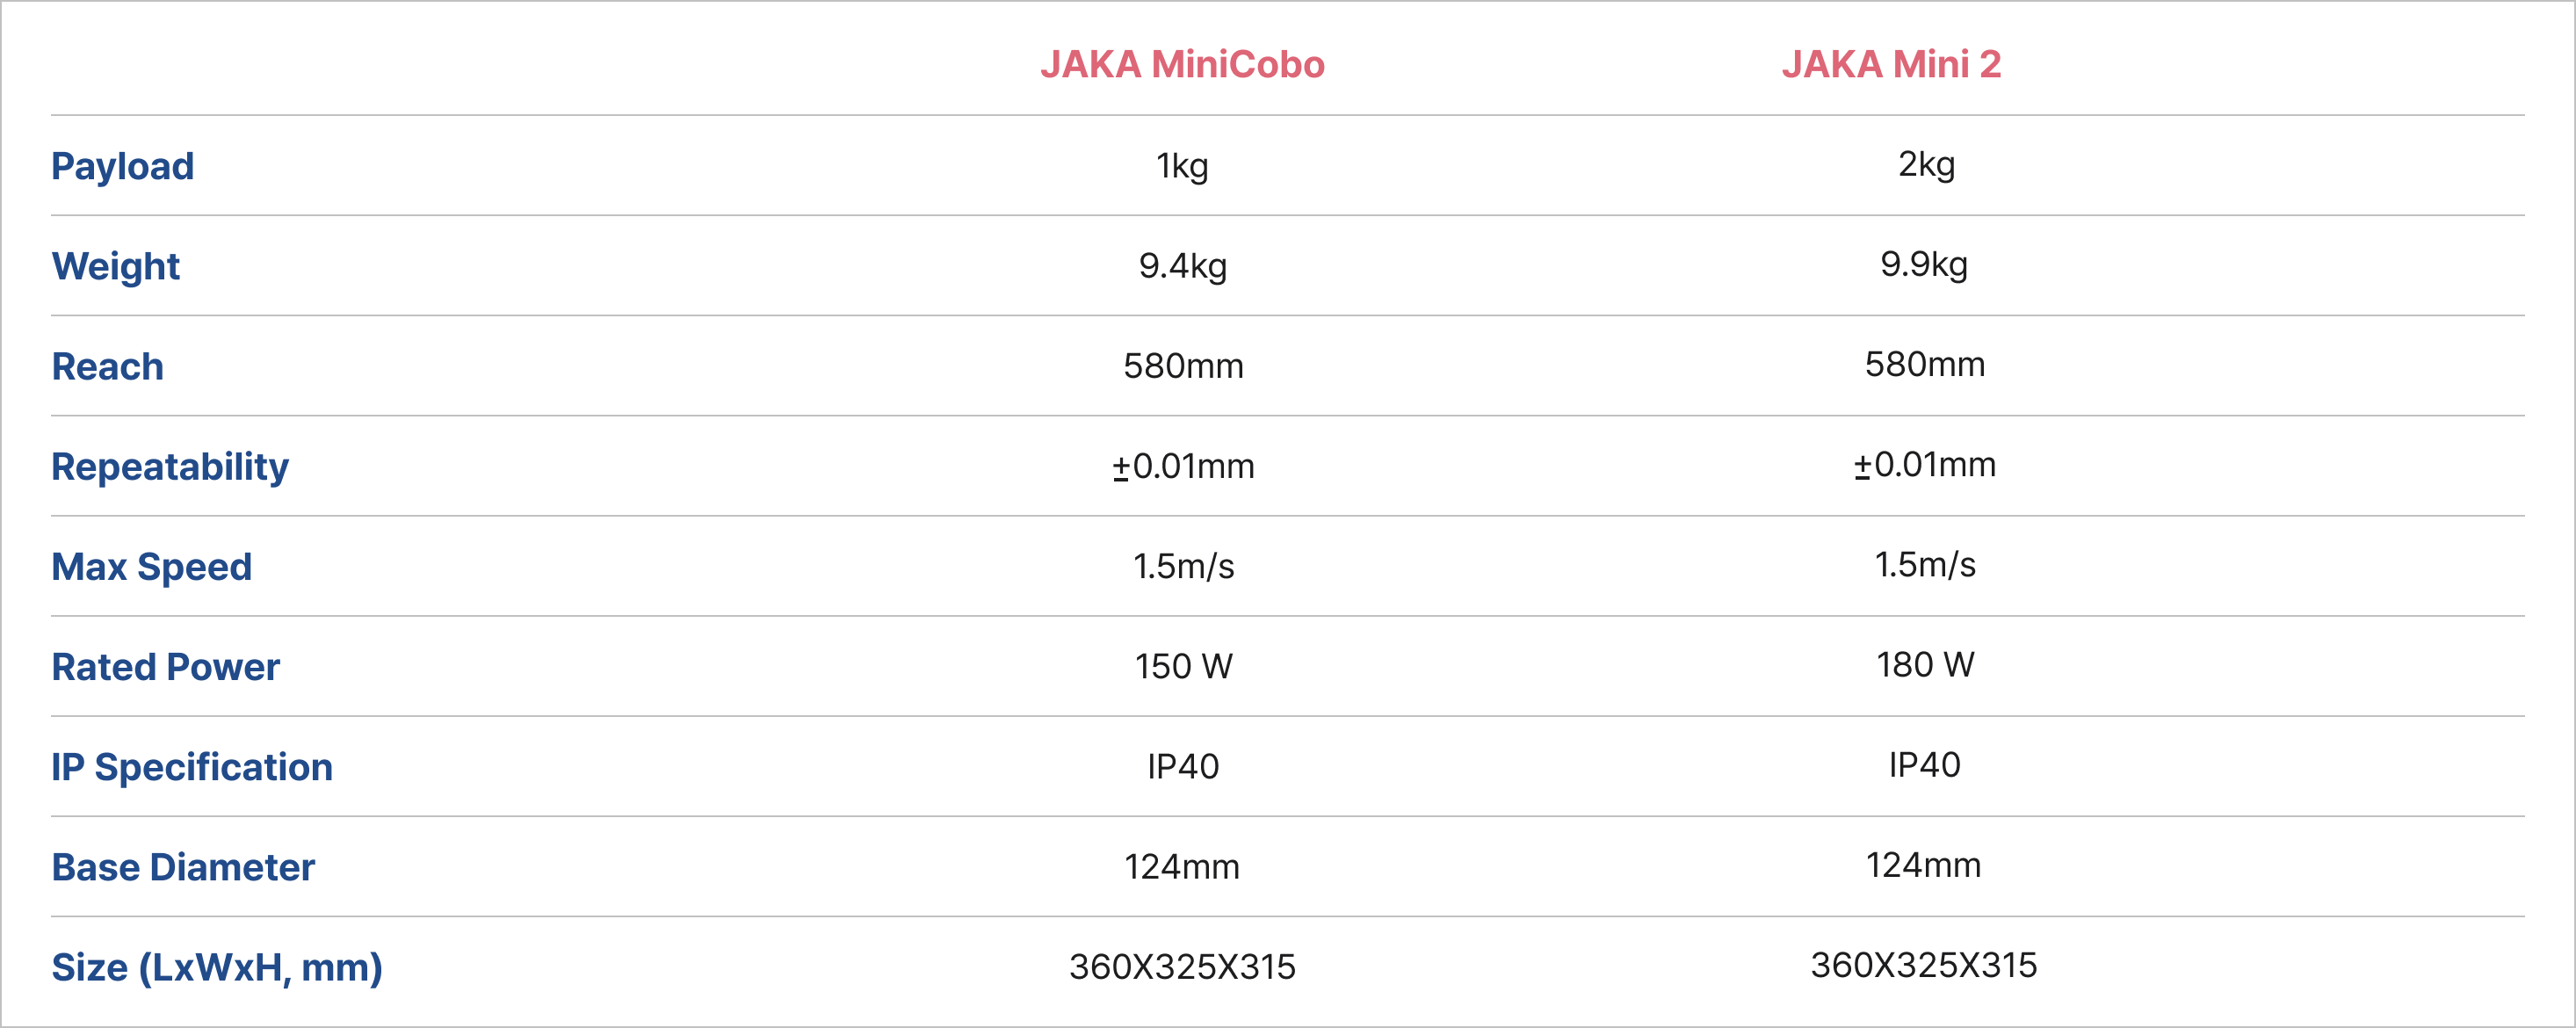 JAKA MiniCobo JAKA Mini 2
Payload 1kg 2kg
Weight 9.4kg 9.9kg
Reach 580mm 580mm
Repeatability ±0.01mm ±0.01mm
Max Speed 1.5m/s 1.5m/s
Rated Power 150 W 180 W
IP Specification IP40 IP40
Base Diameter 124mm 124mm
Size (LxWxH, mm) 360X325X315 360X325X315